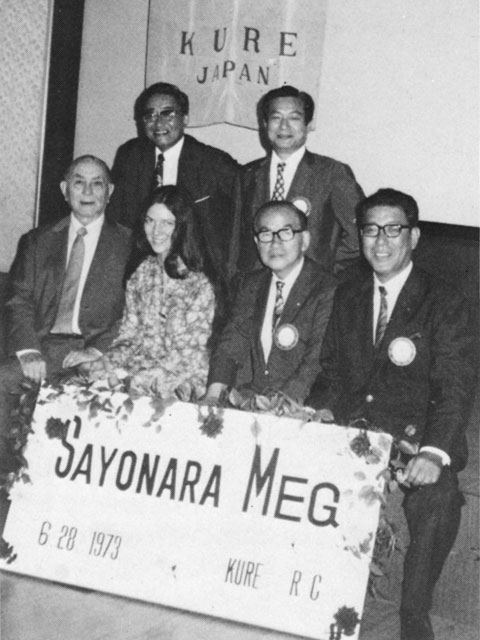 KURE
JAPAN
SAYONARA MEG
6 28 1973
KURE R C